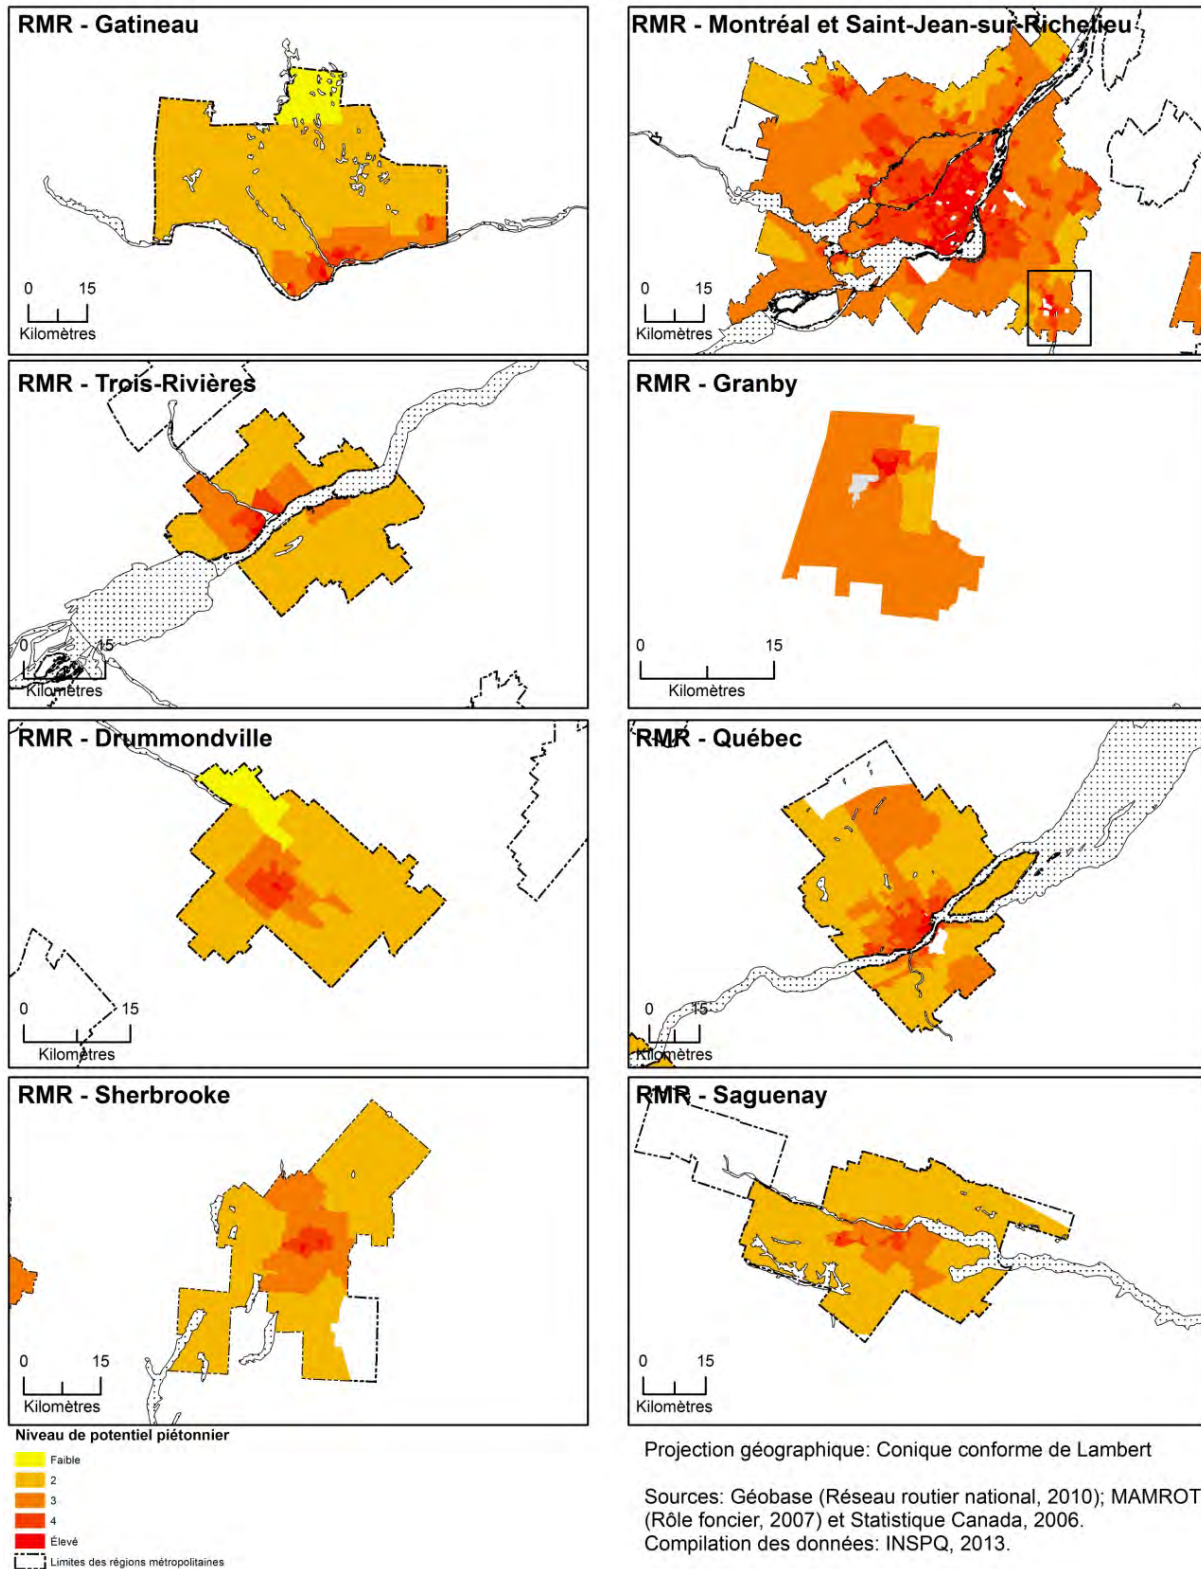 RMR - Gatineau
0 15
Kilomètres
RMR - Montréal et Saint-Jean-sur-Richelieu
0 15
Kilomètres
RMR - Trois-Rivières
0 15
Kilomètres
RMR - Granby
0 15
Kilomètres
RMR - Drummondville
0 15
Kilomètres
RMR - Québec
0 15
Kilomètres
RMR - Sherbrooke
0 15
Kilomètres
RMR - Saguenay
0 15
Kilomètres
Niveau de potentiel piétonnier
Faible
2
3
4
Élevé
Limites des régions métropolitaines
Projection géographique: Conique conforme de Lambert
Sources: Géobase (Réseau routier national, 2010); MAMROT
(Rôle foncier, 2007) et Statistique Canada, 2006.
Compilation des données: INSPQ, 2013.